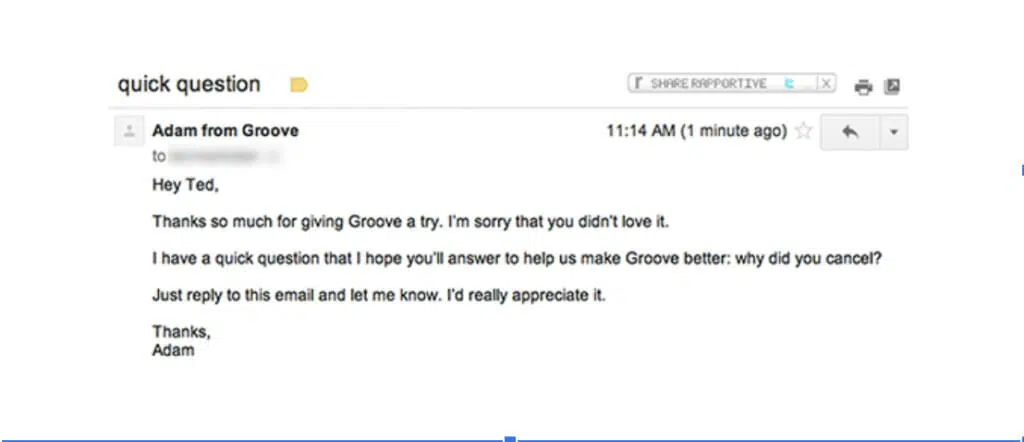 quick question
SHARE RAPPORTIVE X
Adam from Groove
11:14 AM (1 minute ago)
to
Hey Ted,
Thanks so much for giving Groove a try. I'm sorry that you didn't love it.
I have a quick question that I hope you'll answer to help us make Groove better: why did you cancel?
Just reply to this email and let me know. I'd really appreciate it.
Thanks,
Adam